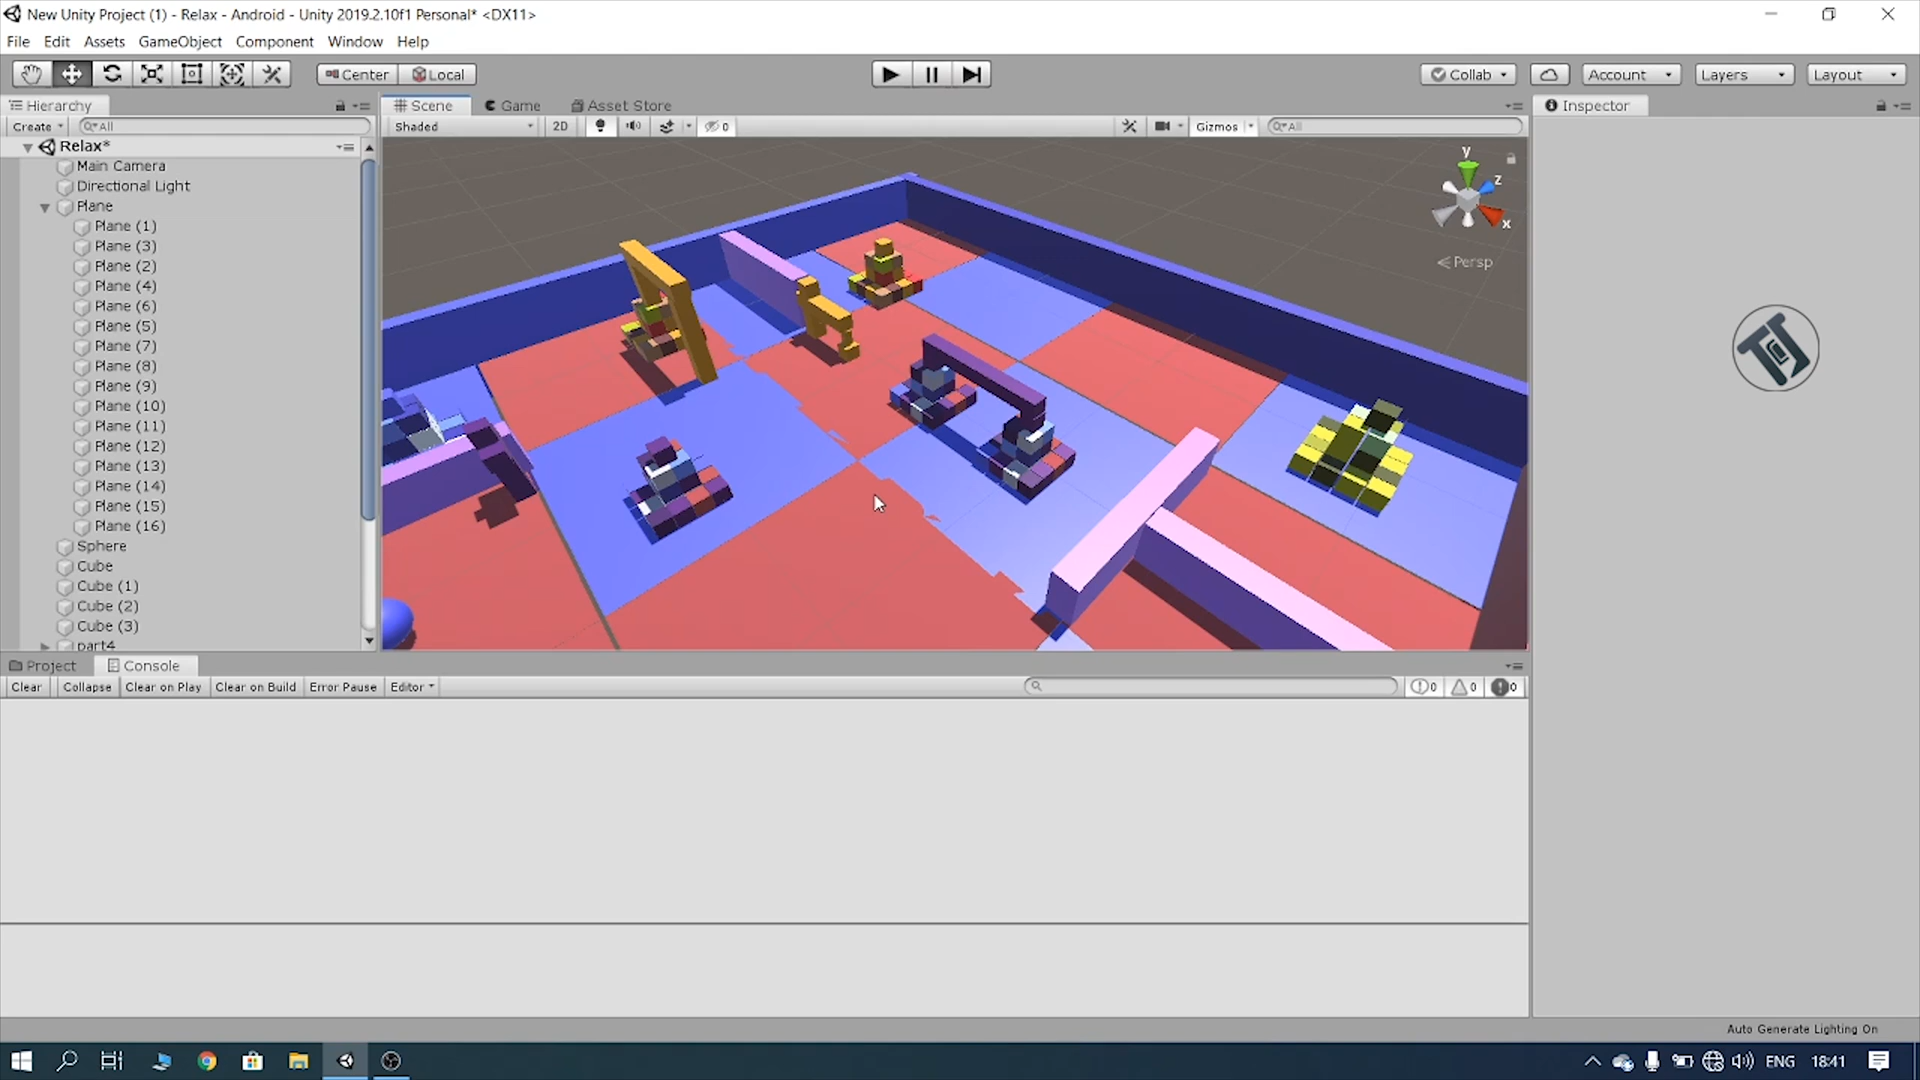 New Unity Project (1) - Relax - Android - Unity 2019.2.10f1 Personal* <DX11>
File Edit Assets GameObject Component Window Help
Center Local Collab Account Layers Layout
Hierarchy Scene Game Asset Store Inspector
Create All Shaded 2D 0 Gizmos All
Relax*
Main Camera
Directional Light
Plane
Plane (1)
Plane (3)
Plane (2)
Plane (4)
Plane (6)
Plane (5)
Plane (7)
Plane (8)
Plane (9)
Plane (10)
Plane (11)
Plane (12)
Plane (13)
Plane (14)
Plane (15)
Plane (16)
Sphere
Cube
Cube (1)
Cube (2)
Cube (3)
part4
y
z
x
Persp
Project Console
Clear Collapse Clear on Play Clear on Build Error Pause Editor 0 0 0
Auto Generate Lighting On
ENG 18:41